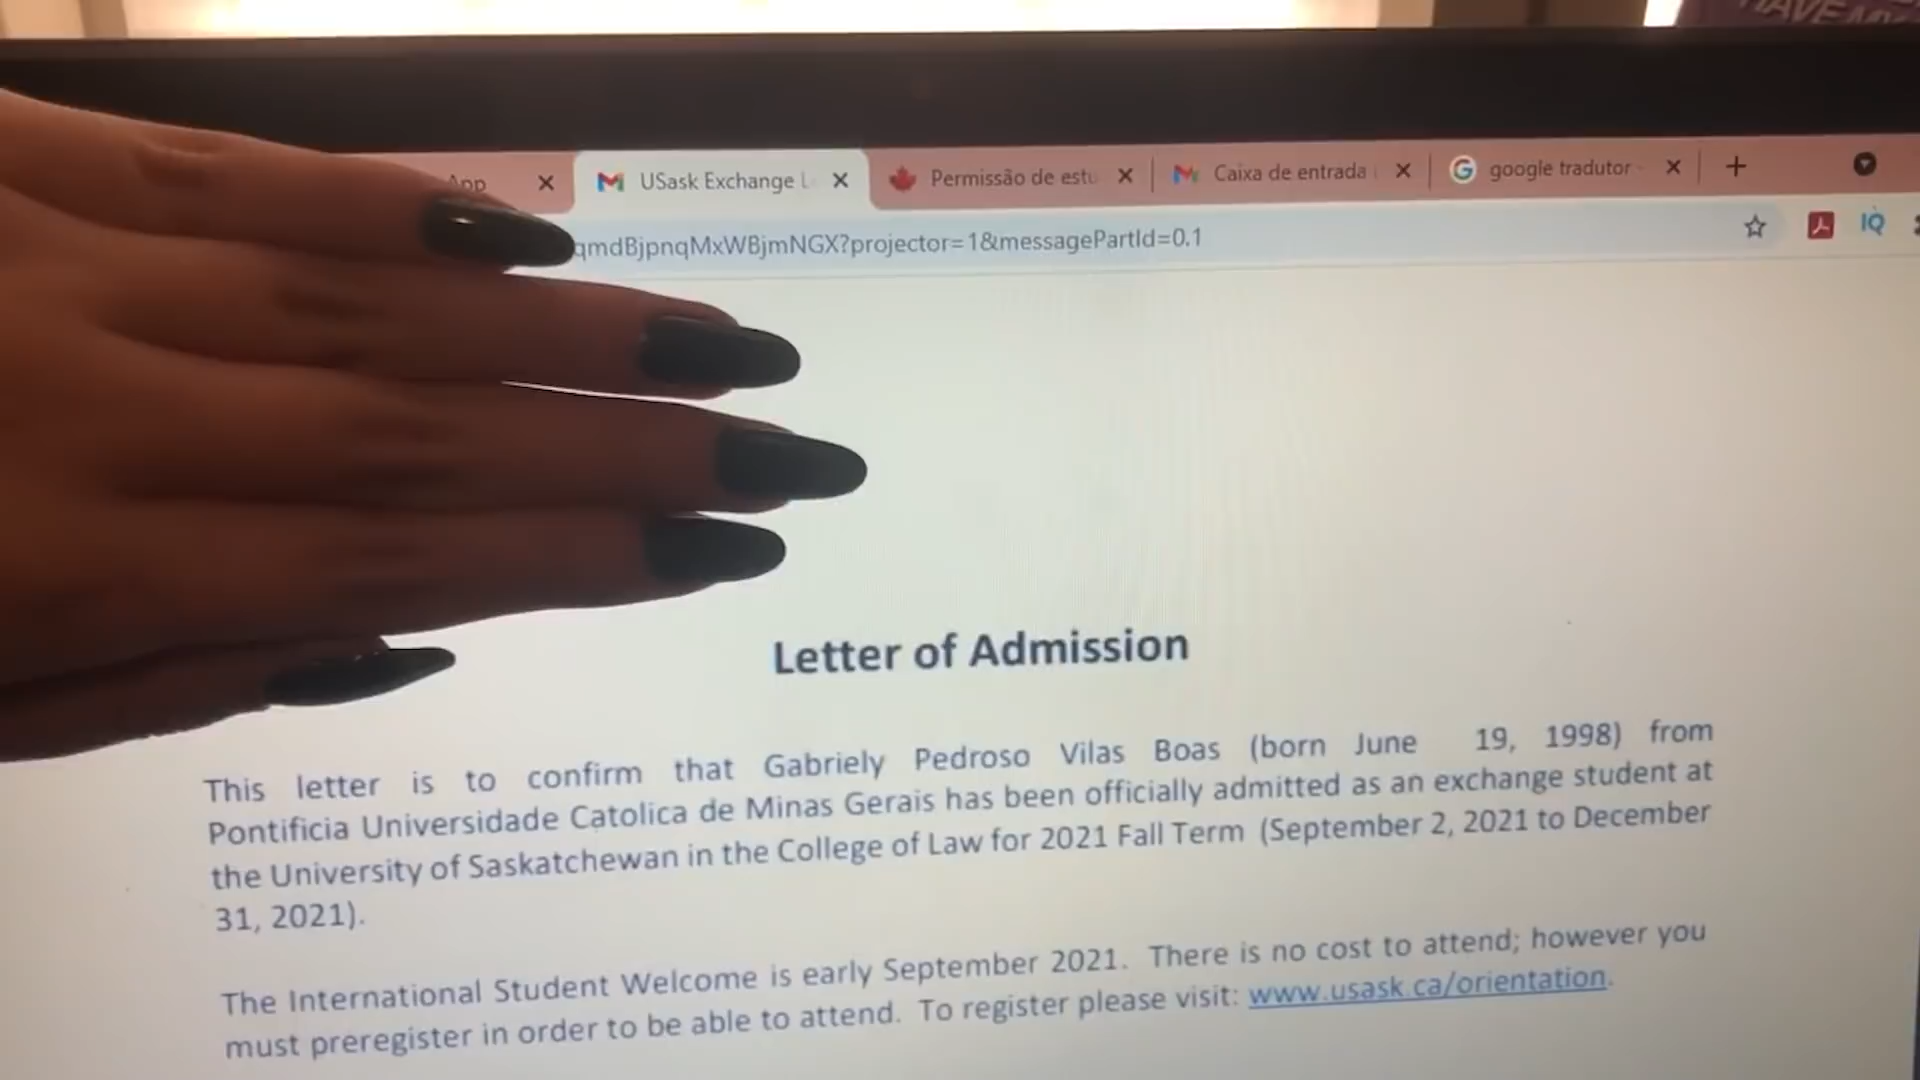 HAVE
App
USask Exchange L
Permissão de estu
Caixa de entrada
google tradutor -
qmdBjpnqMxWBjmNGX?projector=1&messagePartId=0.1
IQ
Letter of Admission
This letter is to confirm that Gabriely Pedroso Vilas Boas (born June 19, 1998) from
Pontificia Universidade Catolica de Minas Gerais has been officially admitted as an exchange student at
the University of Saskatchewan in the College of Law for 2021 Fall Term (September 2, 2021 to December
31, 2021).
The International Student Welcome is early September 2021. There is no cost to attend; however you
must preregister in order to be able to attend. To register please visit: www.usask.ca/orientation.